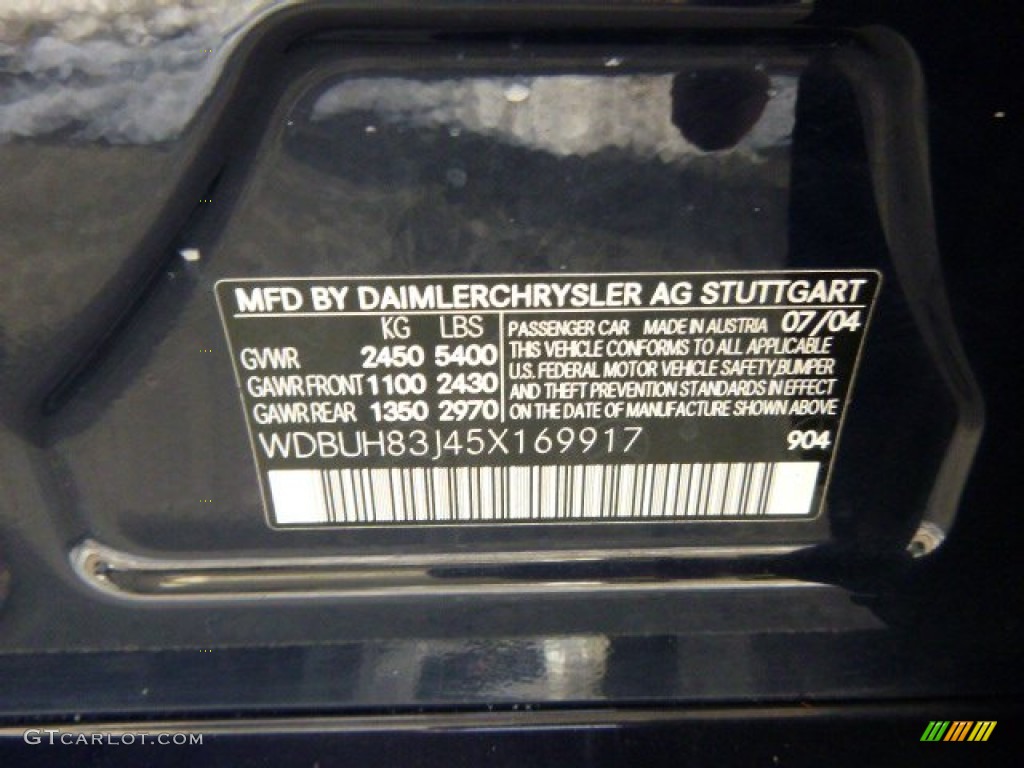 MFD BY DAIMLERCHRYSLER AG STUTTGART
KG LBS
GVWR 2450 5400
GAWR FRONT 1100 2430
GAWR REAR 1350 2970
PASSENGER CAR MADE IN AUSTRIA 07/04
THIS VEHICLE CONFORMS TO ALL APPLICABLE
U.S. FEDERAL MOTOR VEHICLE SAFETY, BUMPER
AND THEFT PREVENTION STANDARDS IN EFFECT
ON THE DATE OF MANUFACTURE SHOWN ABOVE
WDBUH83J45X169917 904
GTCARLOT.COM